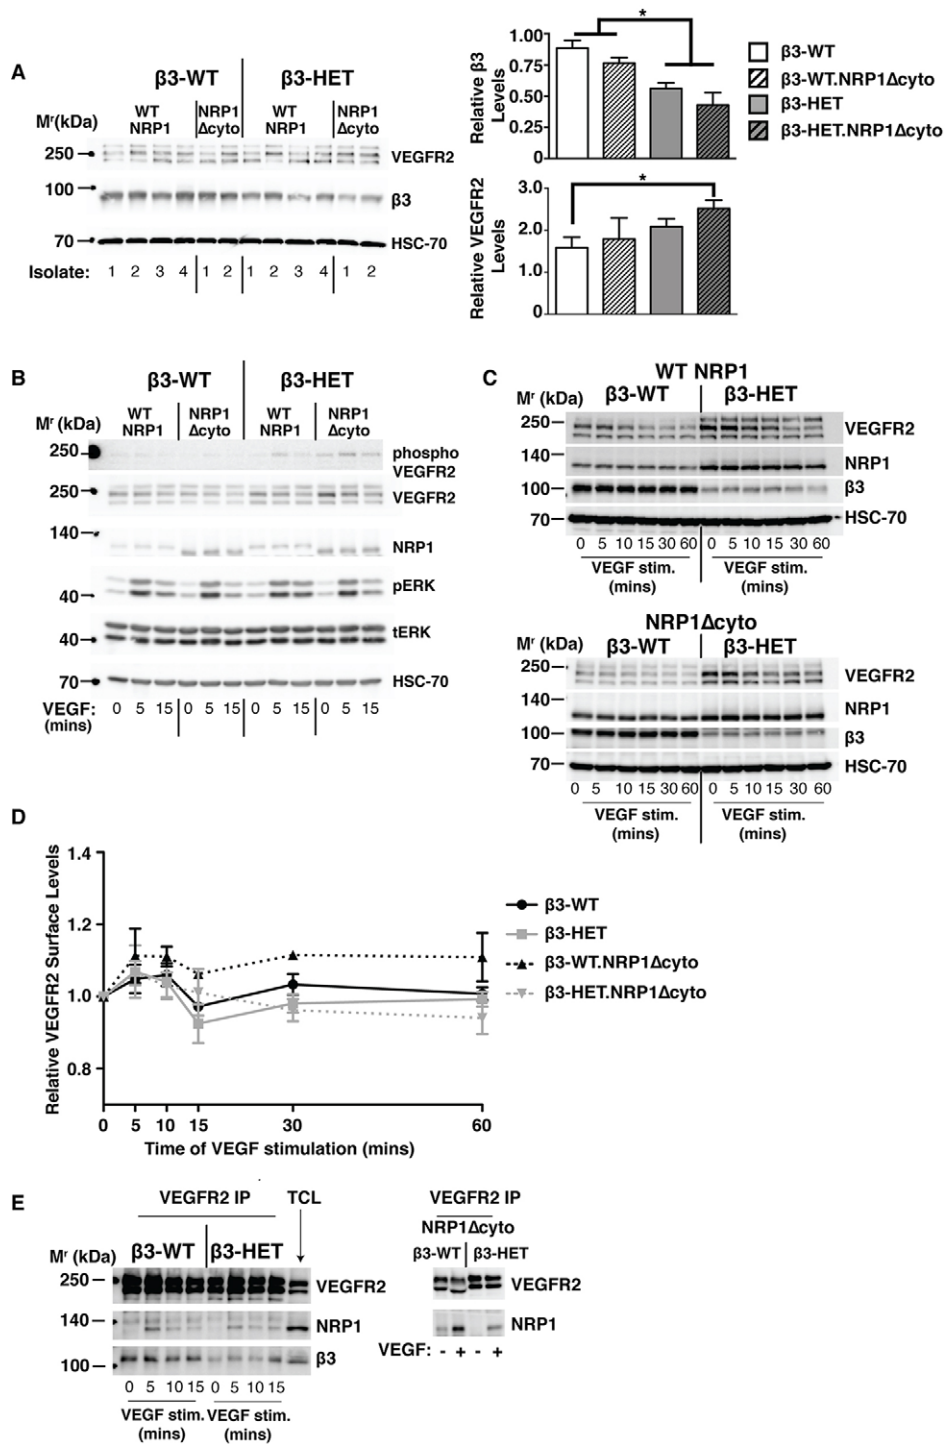 A
β3-WT β3-HET
WT NRP1 NRP1 Δcyto WT NRP1 NRP1 Δcyto
Mʳ(kDa)
250 VEGFR2
100 β3
70 HSC-70
Isolate: 1 2 3 4 1 2 1 2 3 4 1 2
Relative β3 Levels
1.00
0.75
0.50
0.25
0
*
β3-WT
β3-WT.NRP1Δcyto
β3-HET
β3-HET.NRP1Δcyto
Relative VEGFR2 Levels
3.0
2.0
1.0
0
*
B
β3-WT β3-HET
WT NRP1 NRP1 Δcyto WT NRP1 NRP1 Δcyto
Mʳ (kDa)
250 phospho VEGFR2
250 VEGFR2
140 NRP1
pERK
40
tERK
40
70 HSC-70
VEGF: 0 5 15 0 5 15 0 5 15 0 5 15
(mins)
C
WT NRP1
Mʳ (kDa) β3-WT β3-HET
250 VEGFR2
140 NRP1
100 β3
70 HSC-70
0 5 10 15 30 60 0 5 10 15 30 60
VEGF stim. VEGF stim.
(mins) (mins)
NRP1Δcyto
Mʳ (kDa) β3-WT β3-HET
250 VEGFR2
140 NRP1
100 β3
70 HSC-70
0 5 10 15 30 60 0 5 10 15 30 60
VEGF stim. VEGF stim.
(mins) (mins)
D
Relative VEGFR2 Surface Levels
1.4
1.2
1.0
0.8
0 5 10 15 30 60
Time of VEGF stimulation (mins)
β3-WT
β3-HET
β3-WT.NRP1Δcyto
β3-HET.NRP1Δcyto
E
VEGFR2 IP TCL
Mʳ (kDa) β3-WT β3-HET
250 VEGFR2
140 NRP1
100 β3
0 5 10 15 0 5 10 15
VEGF stim. VEGF stim.
(mins) (mins)
VEGFR2 IP
NRP1Δcyto
β3-WT β3-HET
VEGFR2
NRP1
VEGF: - + - +